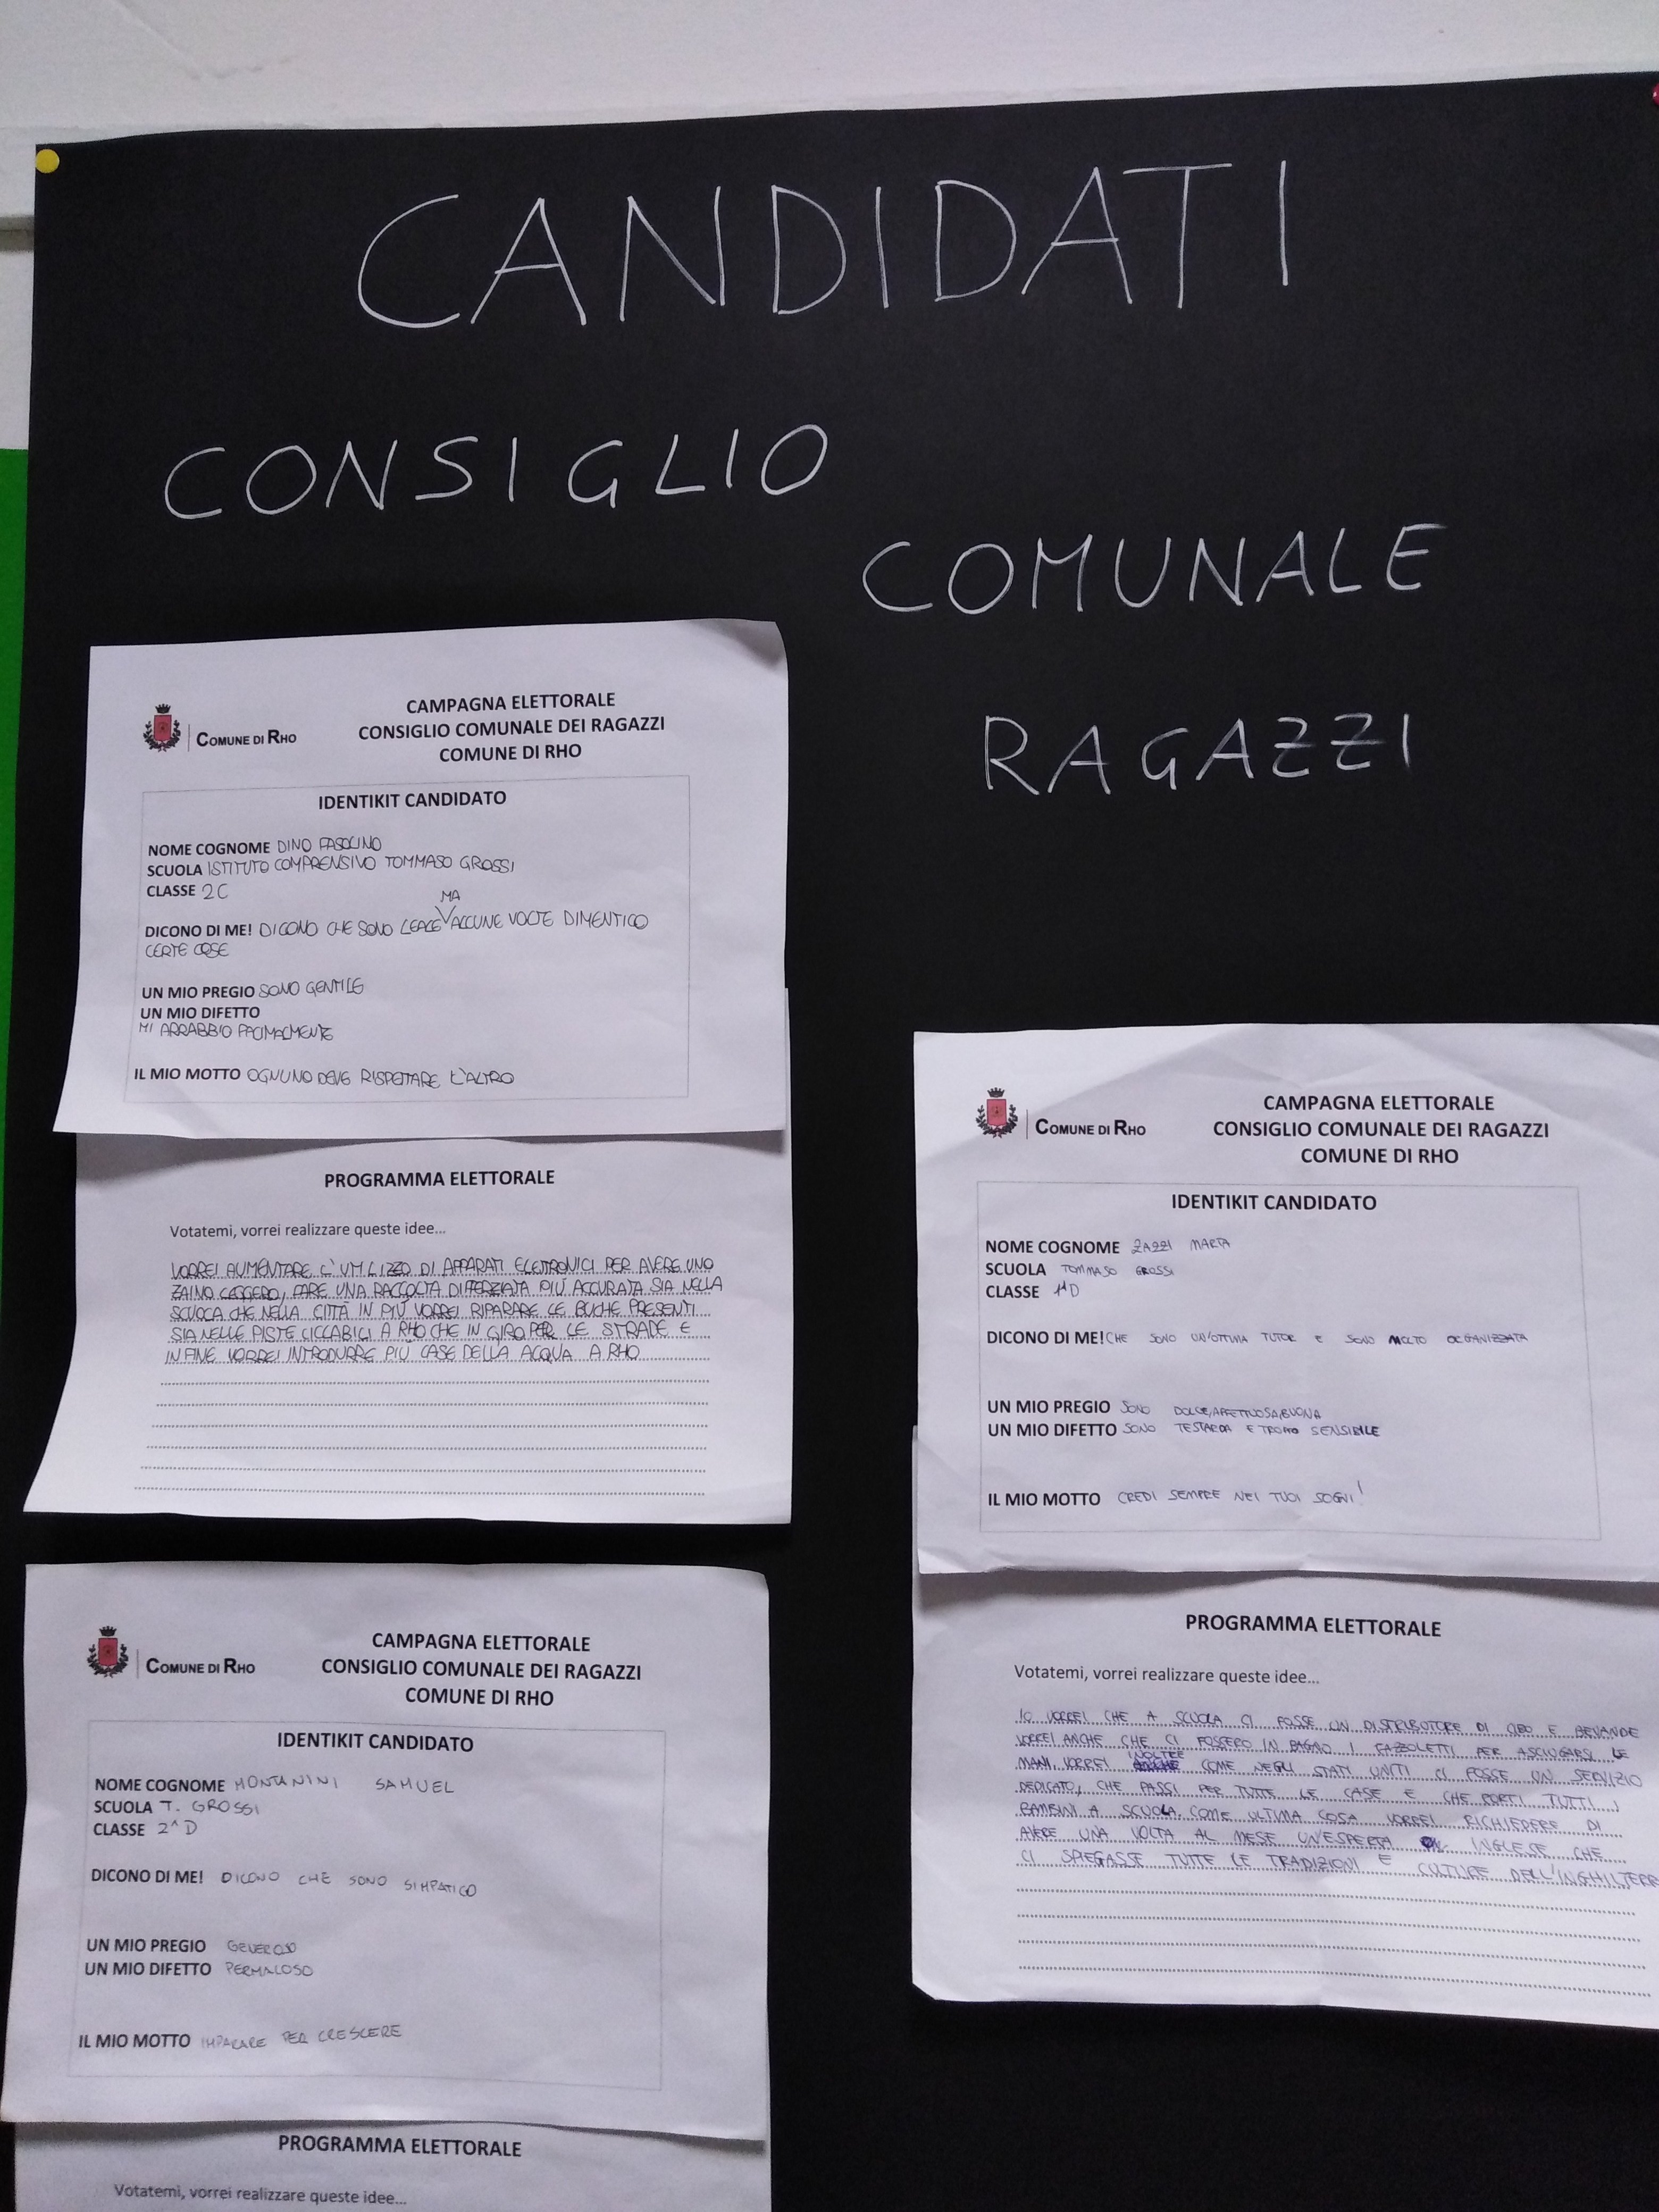 CANDIDATI
CONSIGLIO
COMUNALE
RAGAZZI
COMUNE DI RHO
CAMPAGNA ELETTORALE
CONSIGLIO COMUNALE DEI RAGAZZI
COMUNE DI RHO
IDENTIKIT CANDIDATO
NOME COGNOME DINO FASOLINO
SCUOLA ISTITUTO COMPRENSIVO TOMMASO GROSSI
CLASSE 2C
MA
DICONO DI ME! DICONO CHE SONO LEALE ALCUNE VOLTE DIMENTICO
CERTE COSE
UN MIO PREGIO SONO GENTILE
UN MIO DIFETTO
MI ARRABBIO
IL MIO MOTTO OGNUNO DEVE RISPETTARE L'ALTRO
PROGRAMMA ELETTORALE
Votatemi, vorrei realizzare queste idee...
VORREI AUMENTARE L'UTILIZZO DI APPARATI ELETTRONICI PER AVERE UNO
ZAINO LEGGERO, FARE UNA RACCOLTA DIFFERZIATA PIÚ ACCURATA SIA NELLA
SCUOLA CHE NELLA CITTÀ IN PIÚ VORREI RIPARARE LE BUCHE PRESENTI
SIA NELLE PISTE CICLABILI A RHO CHE IN GIRO PER LE STRADE E
INFINE VORREI INTRODURRE PIÚ CASE DELLA ACQUA A RHO
COMUNE DI RHO
CAMPAGNA ELETTORALE
CONSIGLIO COMUNALE DEI RAGAZZI
COMUNE DI RHO
IDENTIKIT CANDIDATO
NOME COGNOME MONTANINI SAMUEL
SCUOLA T. GROSSI
CLASSE 2^D
DICONO DI ME! DICONO CHE SONO SIMPATICO
UN MIO PREGIO GENEROSO
UN MIO DIFETTO PERMALOSO
IL MIO MOTTO IMPARARE PER CRESCERE
PROGRAMMA ELETTORALE
Votatemi, vorrei realizzare queste idee...
COMUNE DI RHO
CAMPAGNA ELETTORALE
CONSIGLIO COMUNALE DEI RAGAZZI
COMUNE DI RHO
IDENTIKIT CANDIDATO
NOME COGNOME ZAZZI MARTA
SCUOLA TOMMASO GROSSI
CLASSE 1^D
DICONO DI ME! CHE SONO UN'OTTIMA TUTOR E SONO MOLTO ORGANIZZATA
UN MIO PREGIO SONO DOLCE, AFFETTUOSA, BUONA
UN MIO DIFETTO SONO TESTARDA E TROPPO SENSIBILE
IL MIO MOTTO CREDI SEMPRE NEI TUOI SOGNI!
PROGRAMMA ELETTORALE
Votatemi, vorrei realizzare queste idee...
IO VORREI CHE A SCUOLA CI FOSSE UN DISTRIBUTORE DI CIBO E BEVANDE
VORREI ANCHE CHE CI FOSSERO IN BAGNO I FAZZOLETTI PER ASCIUGARSI LE
MANI VORREI INOLTRE COME NEGLI STATI UNITI CI FOSSE UN SERVIZIO
DEDICATO, CHE PASSI PER TUTTE LE CASE E CHE PORTI TUTTI I
BAMBINI A SCUOLA. COME ULTIMA COSA VORREI RICHIEDERE DI
AVERE UNA VOLTA AL MESE UN'ESPERTA INGLESE CHE
CI SPIEGASSE TUTTE LE TRADIZIONI E CULTURE DELL'INGHILTERR